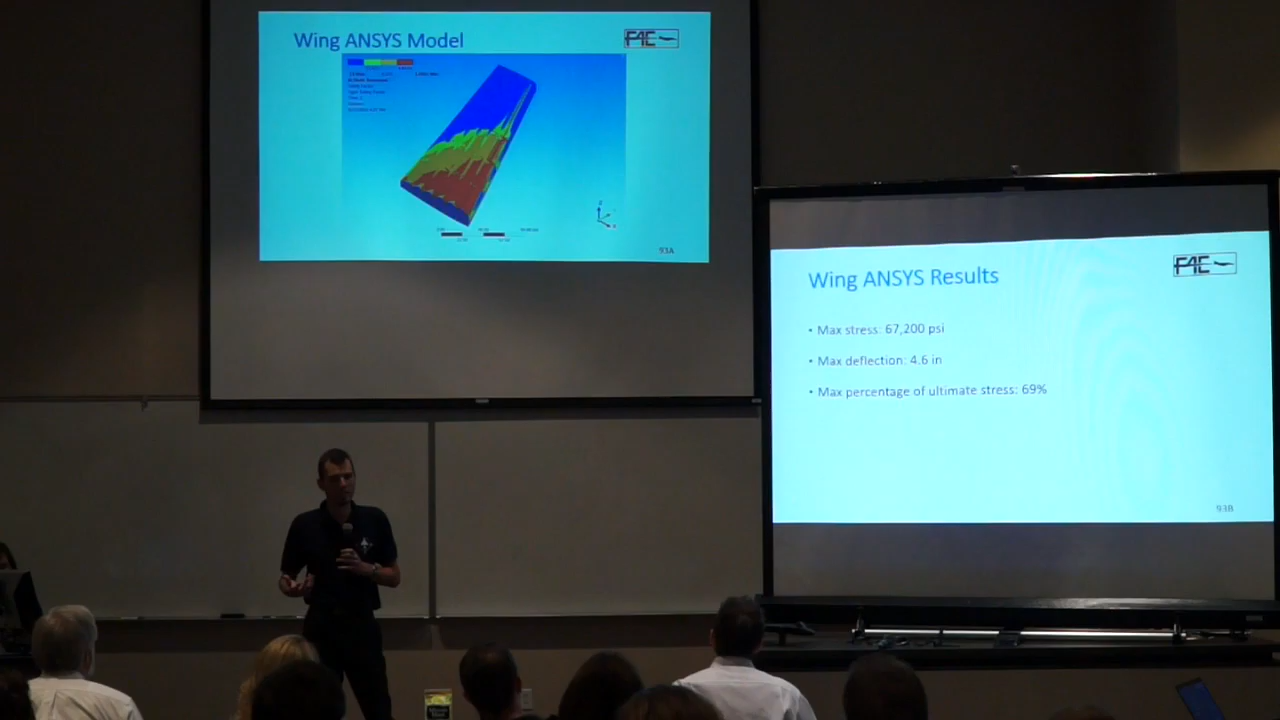 Wing ANSYS Model
FAE
93A
Wing ANSYS Results
FAE
• Max stress: 67,200 psi
• Max deflection: 4.6 in
• Max percentage of ultimate stress: 69%
93B